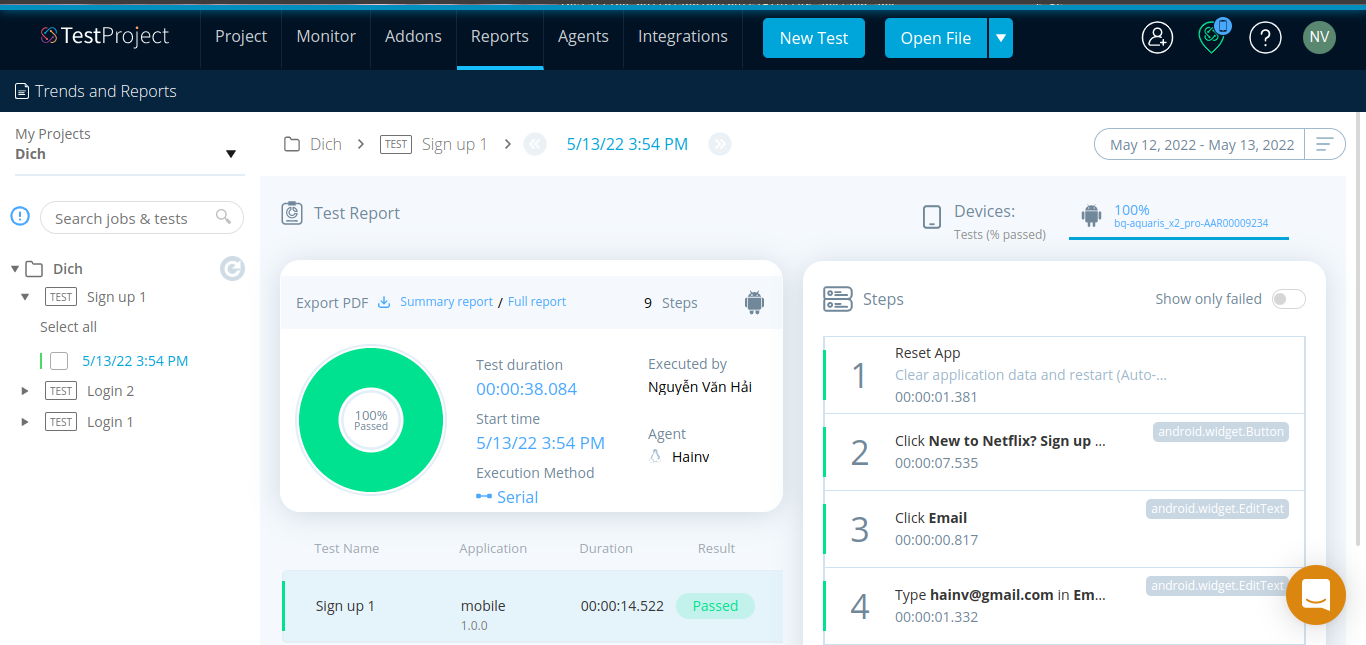 TestProject
Project
Monitor
Addons
Reports
Agents
Integrations
New Test
Open File
NV
Trends and Reports
My Projects
Dich
Search jobs & tests
Dich
TEST Sign up 1
Select all
5/13/22 3:54 PM
TEST Login 2
TEST Login 1
Dich
TEST Sign up 1
5/13/22 3:54 PM
May 12, 2022 - May 13, 2022
Test Report
Devices:
Tests (% passed)
100%
bq-aquaris_x2_pro-AAR00009234
Export PDF Summary report / Full report
9 Steps
100%
Passed
Test duration
00:00:38.084
Start time
5/13/22 3:54 PM
Execution Method
Serial
Executed by
Nguyễn Văn Hải
Agent
Hainv
Test Name Application Duration Result
Sign up 1 mobile 00:00:14.522 Passed
1.0.0
Steps
Show only failed
1
Reset App
Clear application data and restart (Auto-...
00:00:01.381
2
Click New to Netflix? Sign up ...
android.widget.Button
00:00:07.535
3
Click Email
android.widget.EditText
00:00:00.817
4
Type hainv@gmail.com in Em...
android.widget.EditText
00:00:01.332